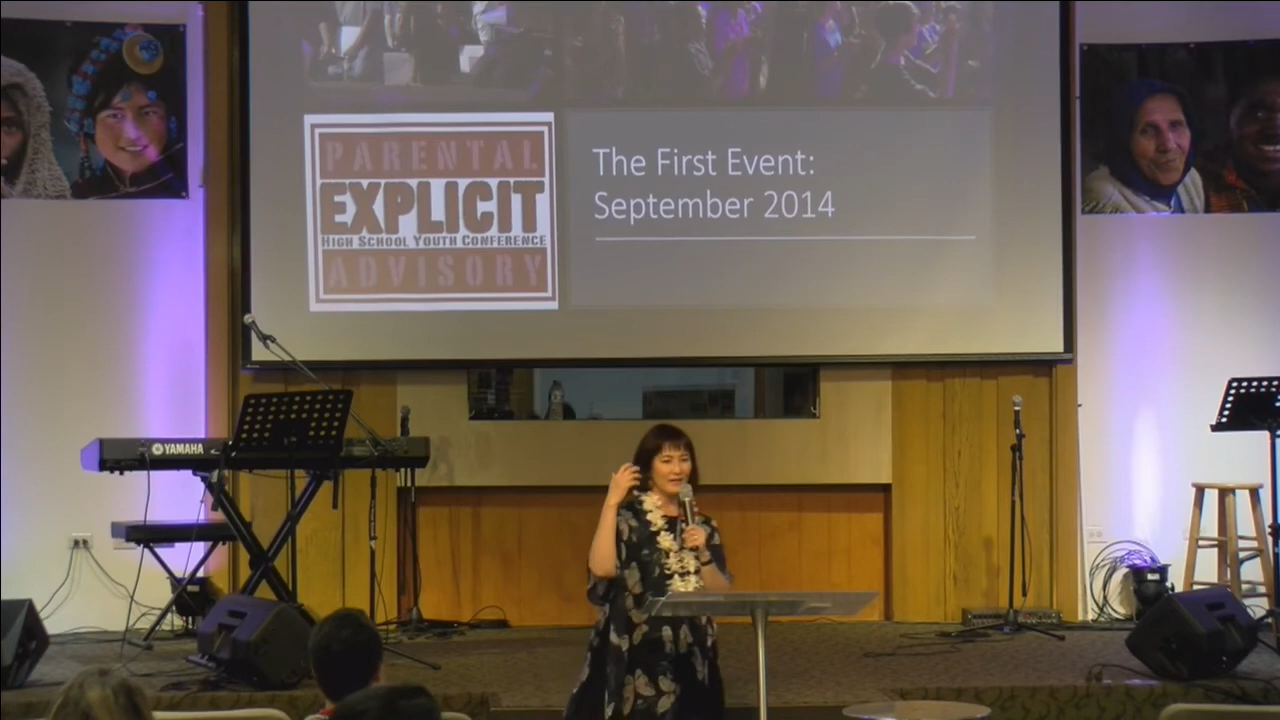 PARENTAL
EXPLICIT
HIGH SCHOOL YOUTH CONFERENCE
ADVISORY
The First Event:
September 2014
YAMAHA